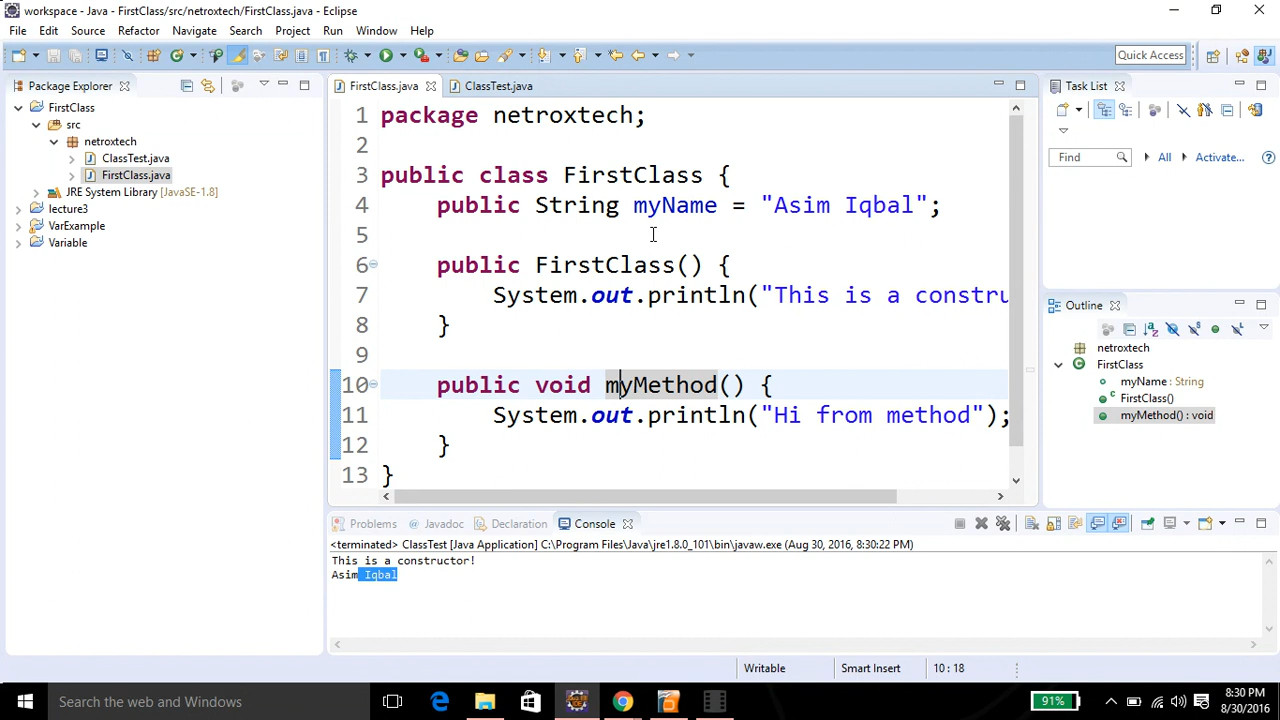 workspace - Java - FirstClass/src/netroxtech/FirstClass.java - Eclipse
File Edit Source Refactor Navigate Search Project Run Window Help
Quick Access
Package Explorer
FirstClass
src
netroxtech
ClassTest.java
FirstClass.java
JRE System Library [JavaSE-1.8]
lecture3
VarExample
Variable
FirstClass.java ClassTest.java
1 package netroxtech;
2
3 public class FirstClass {
4 public String myName = "Asim Iqbal";
5
6 public FirstClass() {
7 System.out.println("This is a constru
8 }
9
10 public void myMethod() {
11 System.out.println("Hi from method");
12 }
13 }
Task List
Find All Activate...
Outline
netroxtech
FirstClass
myName : String
FirstClass()
myMethod() : void
Problems Javadoc Declaration Console
<terminated> ClassTest [Java Application] C:\Program Files\Java\jre1.8.0_101\bin\javaw.exe (Aug 30, 2016, 8:30:22 PM)
This is a constructor!
Asim Iqbal
Writable Smart Insert 10 : 18
Search the web and Windows
91%
8:30 PM
8/30/2016